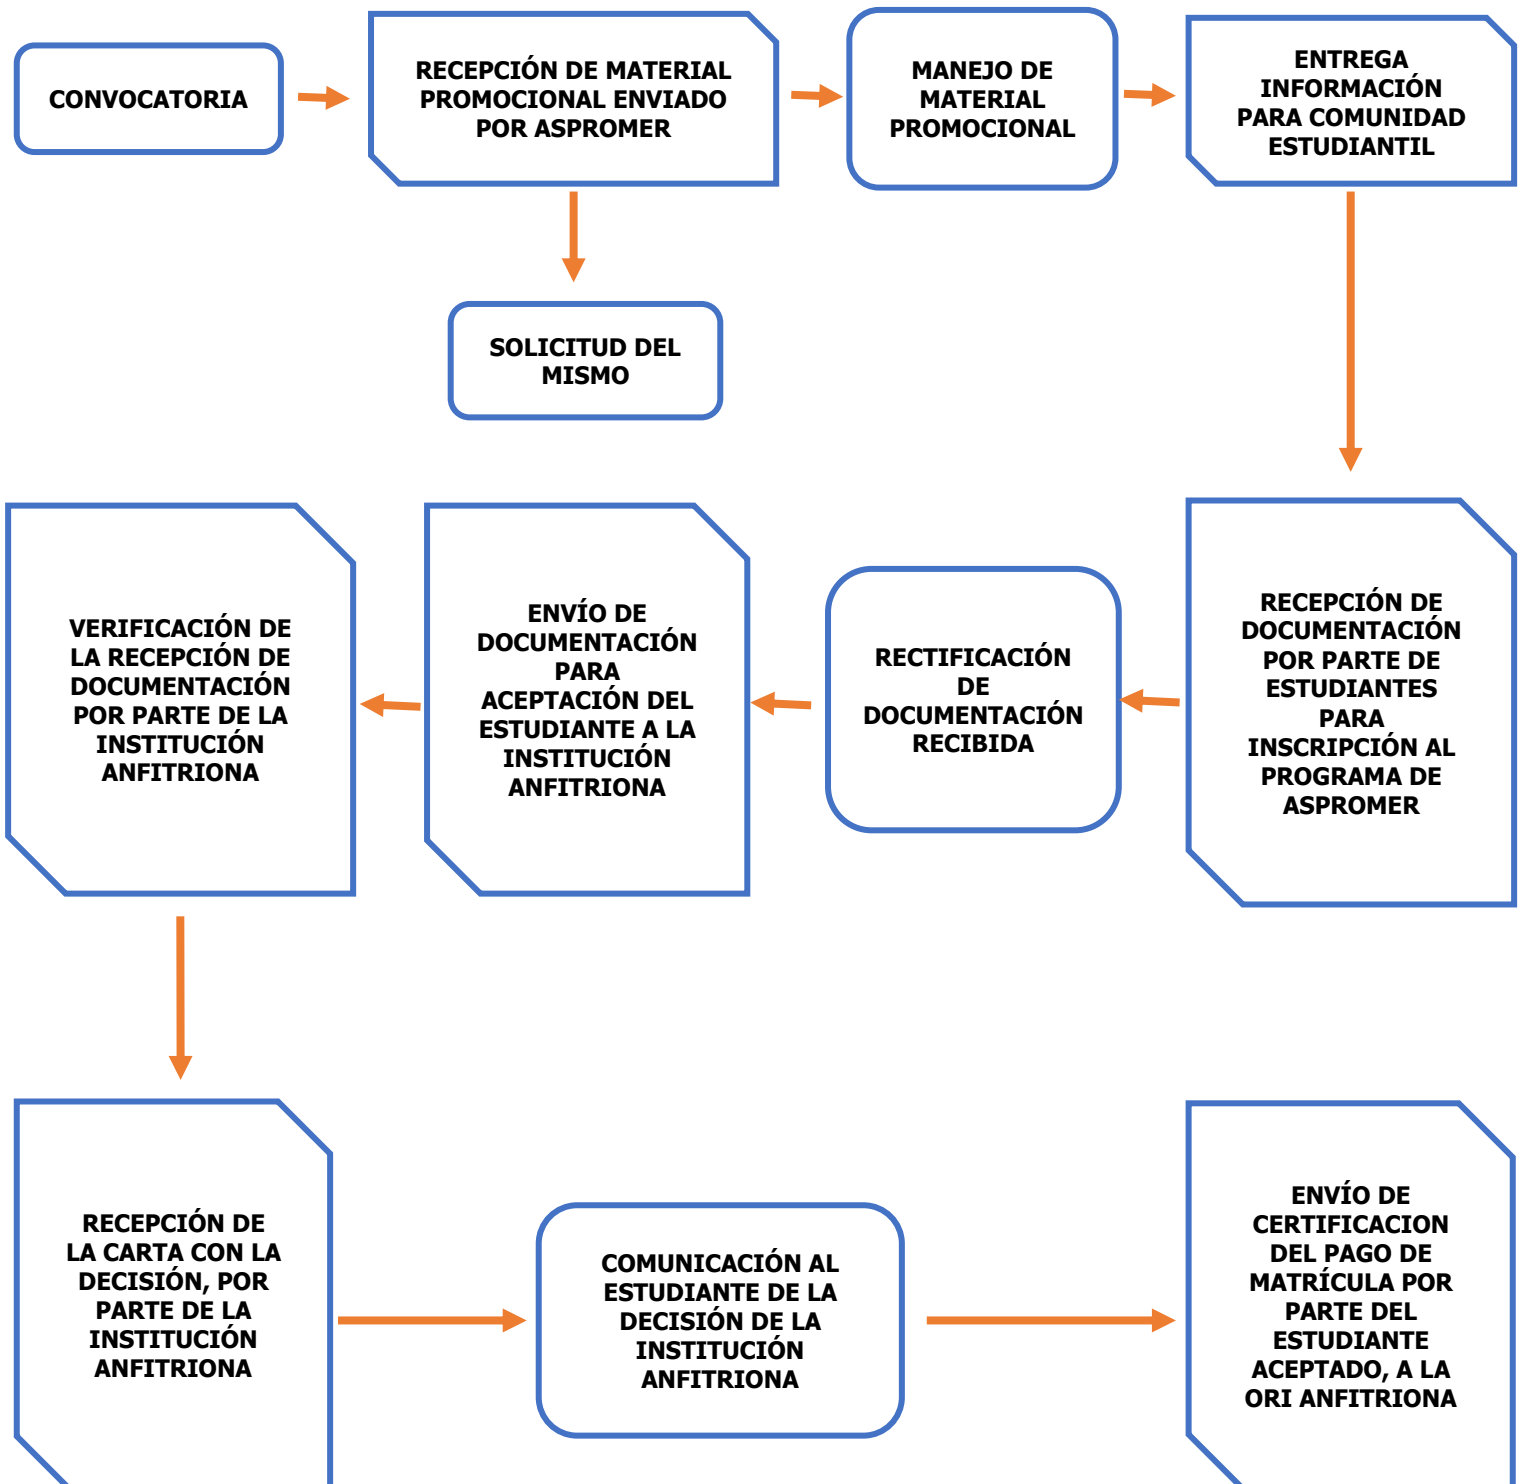 CONVOCATORIA
RECEPCIÓN DE MATERIAL
PROMOCIONAL ENVIADO
POR ASPROMER
MANEJO DE
MATERIAL
PROMOCIONAL
ENTREGA
INFORMACIÓN
PARA COMUNIDAD
ESTUDIANTIL
SOLICITUD DEL
MISMO
RECEPCIÓN DE
DOCUMENTACIÓN
POR PARTE DE
ESTUDIANTES
PARA
INSCRIPCIÓN AL
PROGRAMA DE
ASPROMER
RECTIFICACIÓN
DE
DOCUMENTACIÓN
RECIBIDA
ENVÍO DE
DOCUMENTACIÓN
PARA
ACEPTACIÓN DEL
ESTUDIANTE A LA
INSTITUCIÓN
ANFITRIONA
VERIFICACIÓN DE
LA RECEPCIÓN DE
DOCUMENTACIÓN
POR PARTE DE LA
INSTITUCIÓN
ANFITRIONA
RECEPCIÓN DE
LA CARTA CON LA
DECISIÓN, POR
PARTE DE LA
INSTITUCIÓN
ANFITRIONA
COMUNICACIÓN AL
ESTUDIANTE DE LA
DECISIÓN DE LA
INSTITUCIÓN
ANFITRIONA
ENVÍO DE
CERTIFICACION
DEL PAGO DE
MATRÍCULA POR
PARTE DEL
ESTUDIANTE
ACEPTADO, A LA
ORI ANFITRIONA